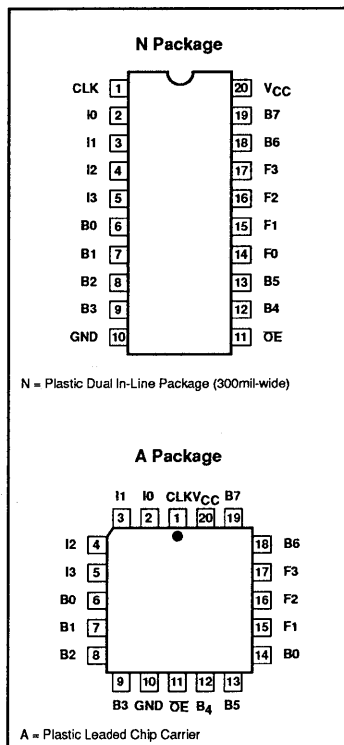 N Package
CLK 1 20 VCC
I0 2 19 B7
I1 3 18 B6
I2 4 17 F3
I3 5 16 F2
B0 6 15 F1
B1 7 14 F0
B2 8 13 B5
B3 9 12 B4
GND 10 11 OE
N = Plastic Dual In-Line Package (300mil-wide)
A Package
I1 I0 CLK VCC B7
3 2 1 20 19
I2 4 18 B6
I3 5 17 F3
B0 6 16 F2
B1 7 15 F1
B2 8 14 B0
9 10 11 12 13
B3 GND OE B4 B5
A = Plastic Leaded Chip Carrier